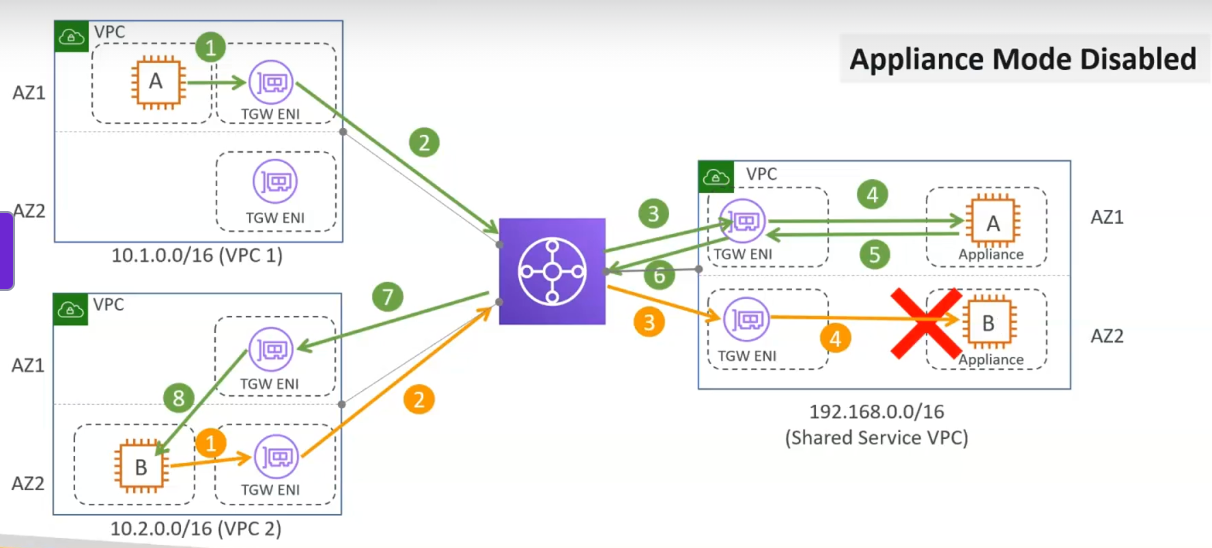 Appliance Mode Disabled
VPC
AZ1
1
A
TGW ENI
2
AZ2
TGW ENI
10.1.0.0/16 (VPC 1)
VPC
3
4
A
TGW ENI
5
Appliance
AZ1
6
3
4
B
TGW ENI
Appliance
AZ2
192.168.0.0/16
(Shared Service VPC)
VPC
7
AZ1
TGW ENI
8
2
AZ2
B
1
TGW ENI
10.2.0.0/16 (VPC 2)